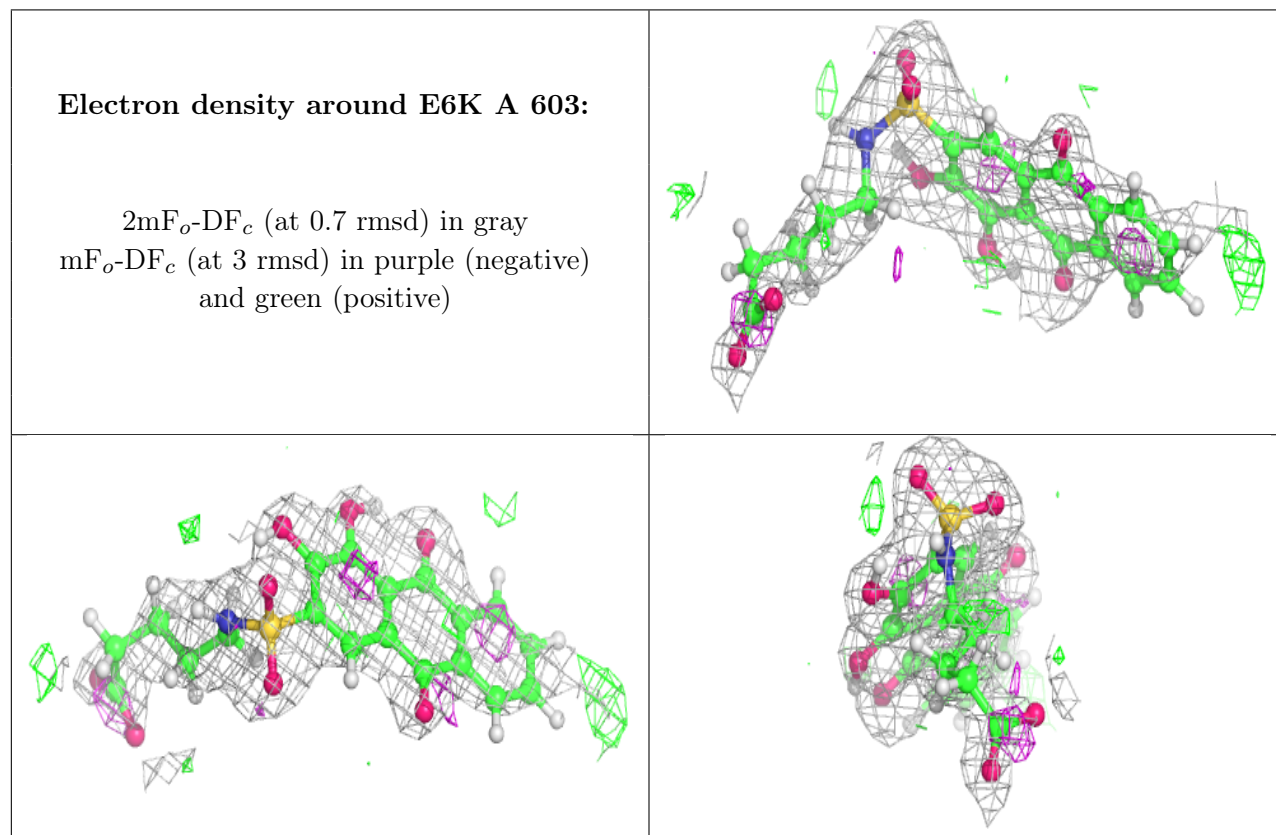 Electron density around E6K A 603:
2mFo-DFc (at 0.7 rmsd) in gray
mFo-DFc (at 3 rmsd) in purple (negative)
and green (positive)